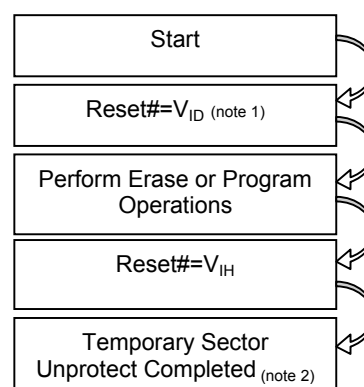 Start
Reset#=VID (note 1)
Perform Erase or Program
Operations
Reset#=VIH
Temporary Sector
Unprotect Completed (note 2)